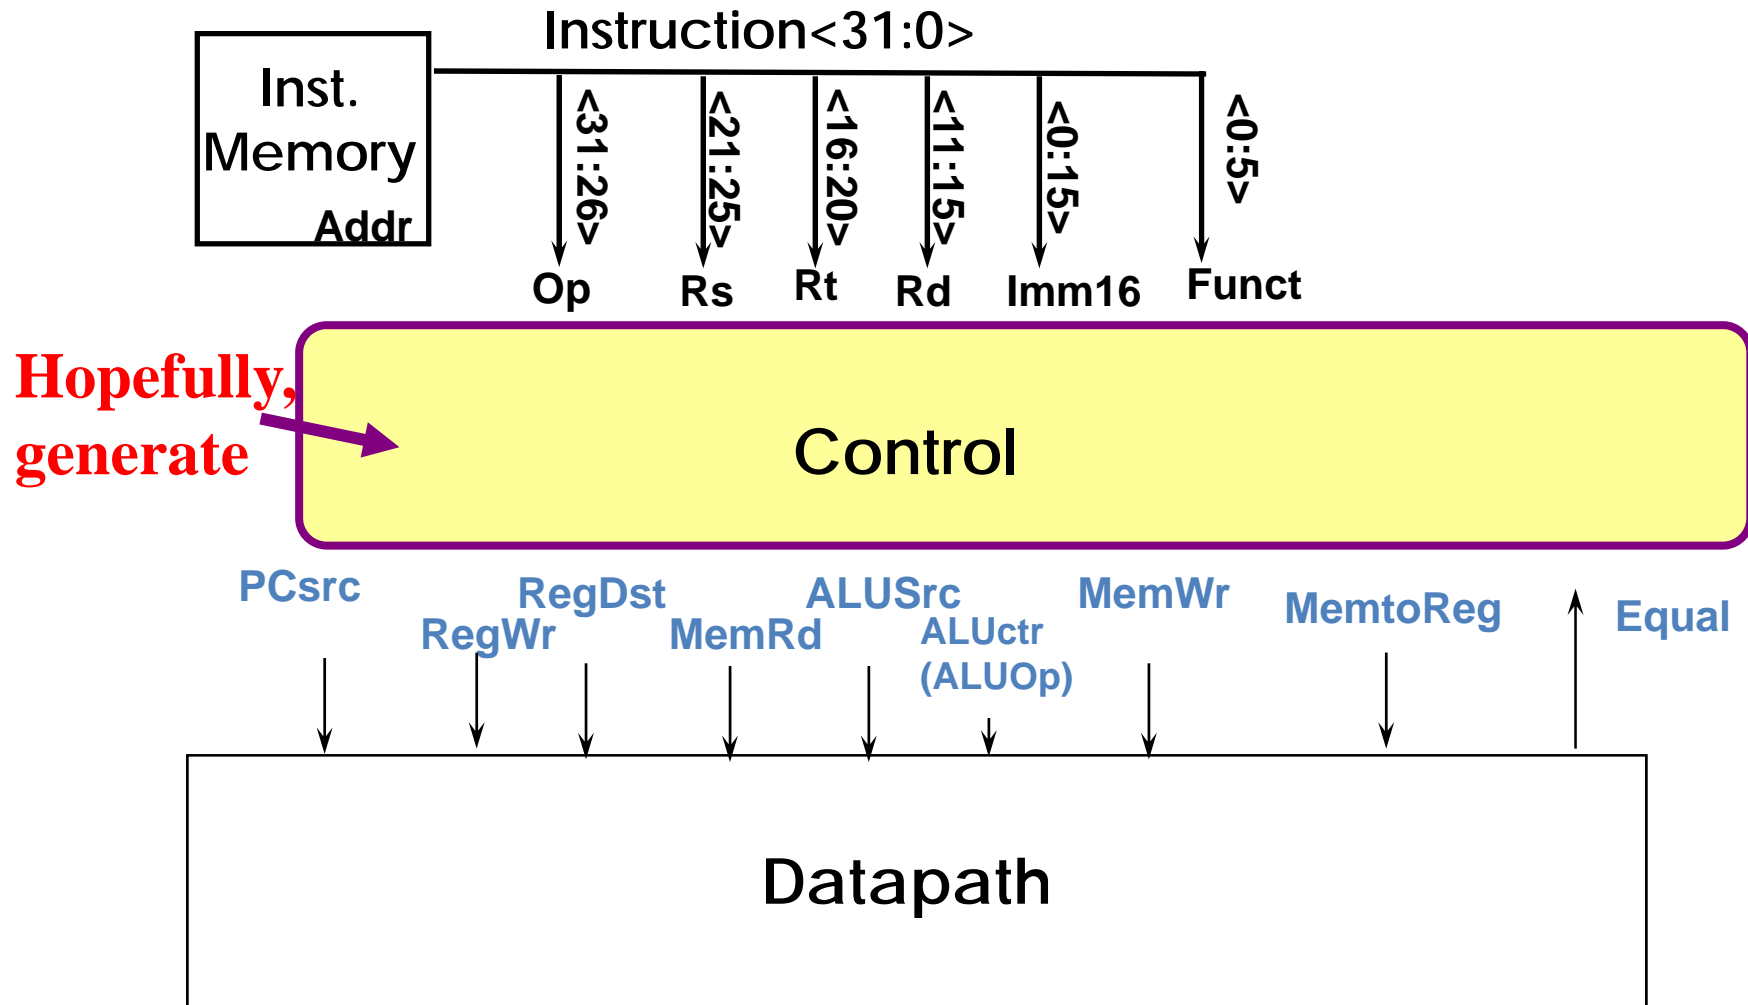 Instruction<31:0>
Inst.
Memory
Addr
<31:26>
<21:25>
<16:20>
<11:15>
<0:15>
<0:5>
Op
Rs
Rt
Rd
Imm16
Funct
Hopefully,
generate
Control
PCsrc
RegWr
RegDst
MemRd
ALUSrc
ALUctr
(ALUOp)
MemWr
MemtoReg
Equal
Datapath